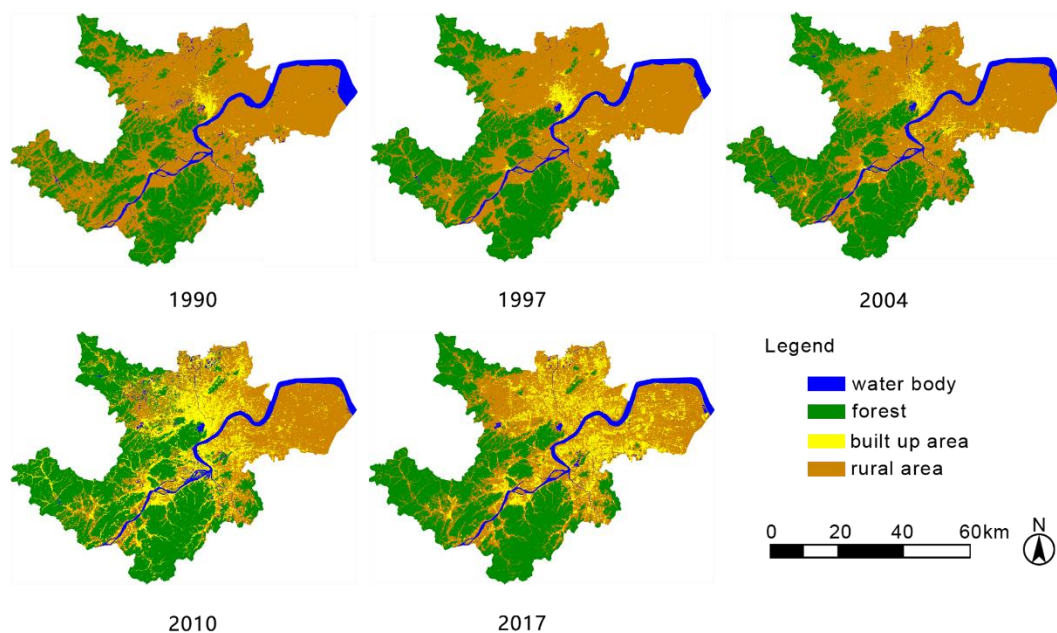 1990
1997
2004
2010
2017
Legend
water body
forest
built up area
rural area
0 20 40 60km
N